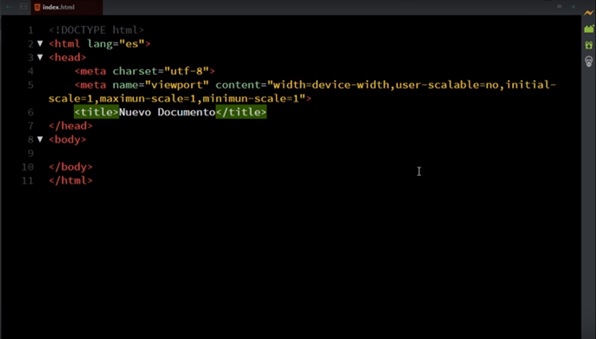 index.html
1 <!DOCTYPE html>
2 <html lang="es">
3 <head>
4 <meta charset="utf-8">
5 <meta name="viewport" content="width=device-width,user-scalable=no,initial-
scale=1,maximun-scale=1,minimun-scale=1">
6 <title>Nuevo Documento</title>
7 </head>
8 <body>
9
10 </body>
11 </html>